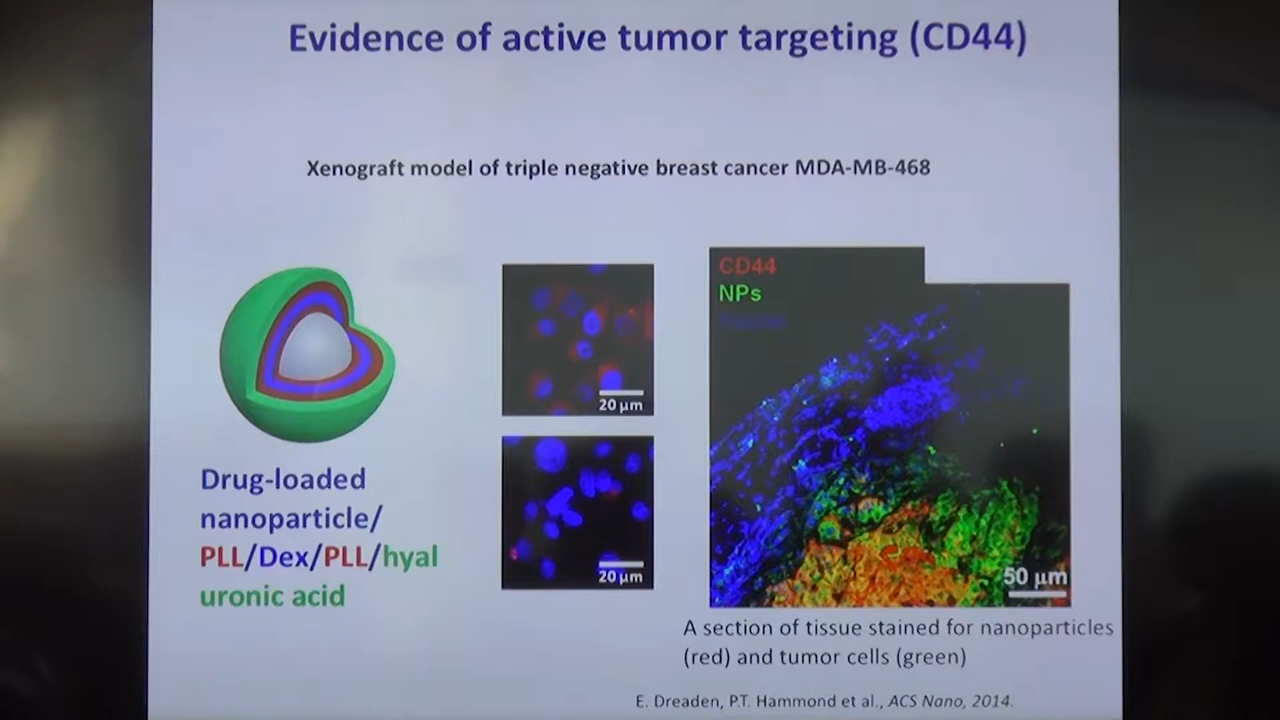 Evidence of active tumor targeting (CD44)
Xenograft model of triple negative breast cancer MDA-MB-468
CD44
NPs
20 µm
20 µm
50 µm
Drug-loaded
nanoparticle/
PLL/Dex/PLL/hyal
uronic acid
A section of tissue stained for nanoparticles
(red) and tumor cells (green)
E. Dreaden, P.T. Hammond et al., ACS Nano, 2014.